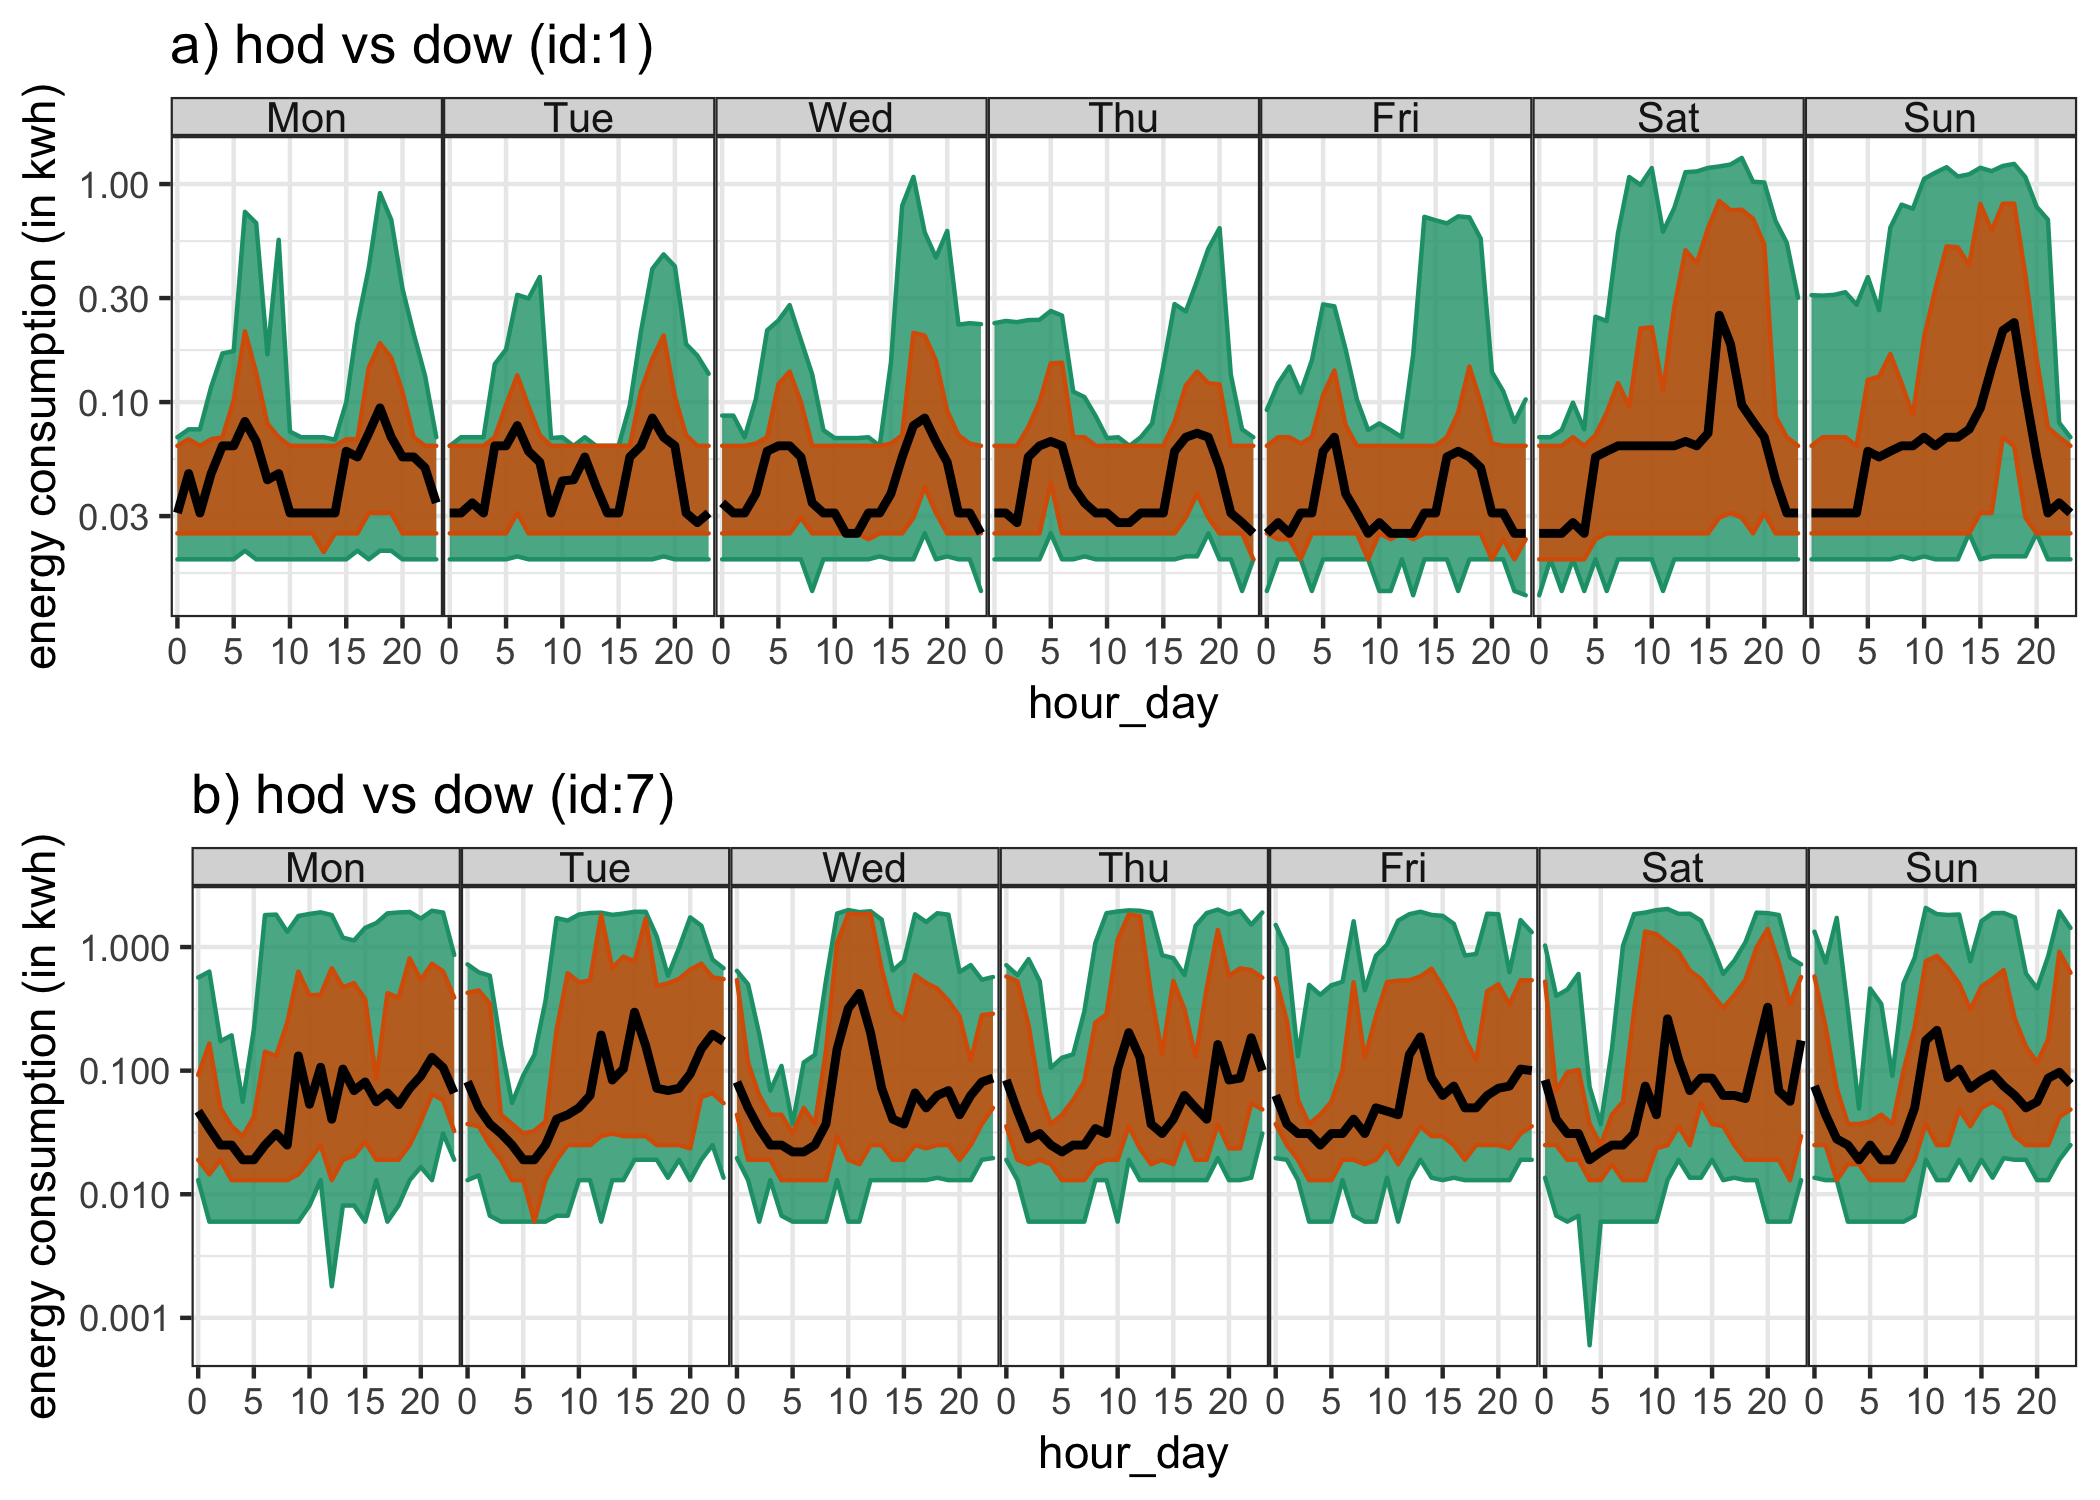 a) hod vs dow (id:1)
Mon Tue Wed Thu Fri Sat Sun
energy consumption (in kwh)
1.00
0.30
0.10
0.03
0 5 10 15 20 0 5 10 15 20 0 5 10 15 20 0 5 10 15 20 0 5 10 15 20 0 5 10 15 20 0 5 10 15 20
hour_day
b) hod vs dow (id:7)
Mon Tue Wed Thu Fri Sat Sun
energy consumption (in kwh)
1.000
0.100
0.010
0.001
0 5 10 15 20 0 5 10 15 20 0 5 10 15 20 0 5 10 15 20 0 5 10 15 20 0 5 10 15 20 0 5 10 15 20
hour_day